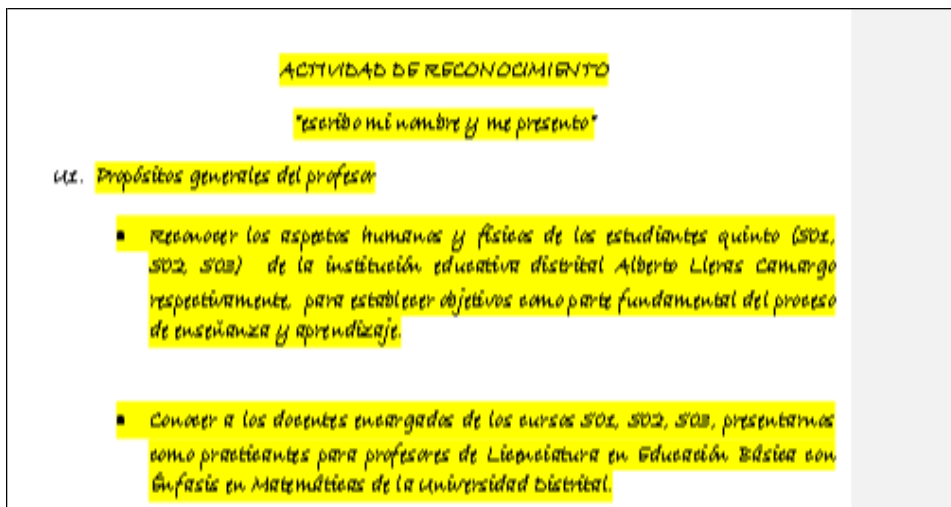 ACTIVIDAD DE RECONOCIMIENTO
"escribo mi nombre y me presento"
U1. Propósitos generales del profesor
▪ Reconocer los aspectos humanos y físicos de los estudiantes quinto (501,
502, 503) de la institución educativa distrital Alberto Lleras Camargo
respectivamente, para establecer objetivos como parte fundamental del proceso
de enseñanza y aprendizaje.
▪ Conocer a los docentes encargados de los cursos 501, 502, 503, presentarnos
como practicantes para profesores de Licenciatura en Educación Básica con
Énfasis en Matemáticas de la Universidad Distrital.